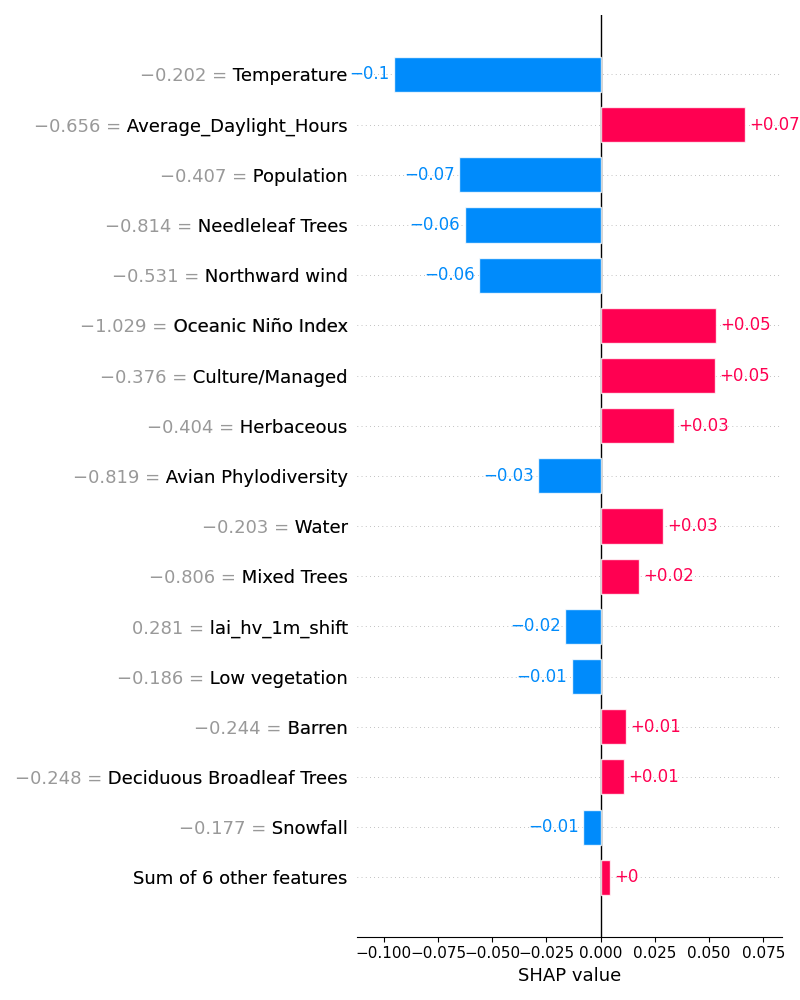 −0.202 = Temperature −0.1
−0.656 = Average_Daylight_Hours +0.07
−0.407 = Population −0.07
−0.814 = Needleleaf Trees −0.06
−0.531 = Northward wind −0.06
−1.029 = Oceanic Niño Index +0.05
−0.376 = Culture/Managed +0.05
−0.404 = Herbaceous +0.03
−0.819 = Avian Phylodiversity −0.03
−0.203 = Water +0.03
−0.806 = Mixed Trees +0.02
0.281 = lai_hv_1m_shift −0.02
−0.186 = Low vegetation −0.01
−0.244 = Barren +0.01
−0.248 = Deciduous Broadleaf Trees +0.01
−0.177 = Snowfall −0.01
Sum of 6 other features +0
−0.100 −0.075 −0.050 −0.025 0.000 0.025 0.050 0.075
SHAP value